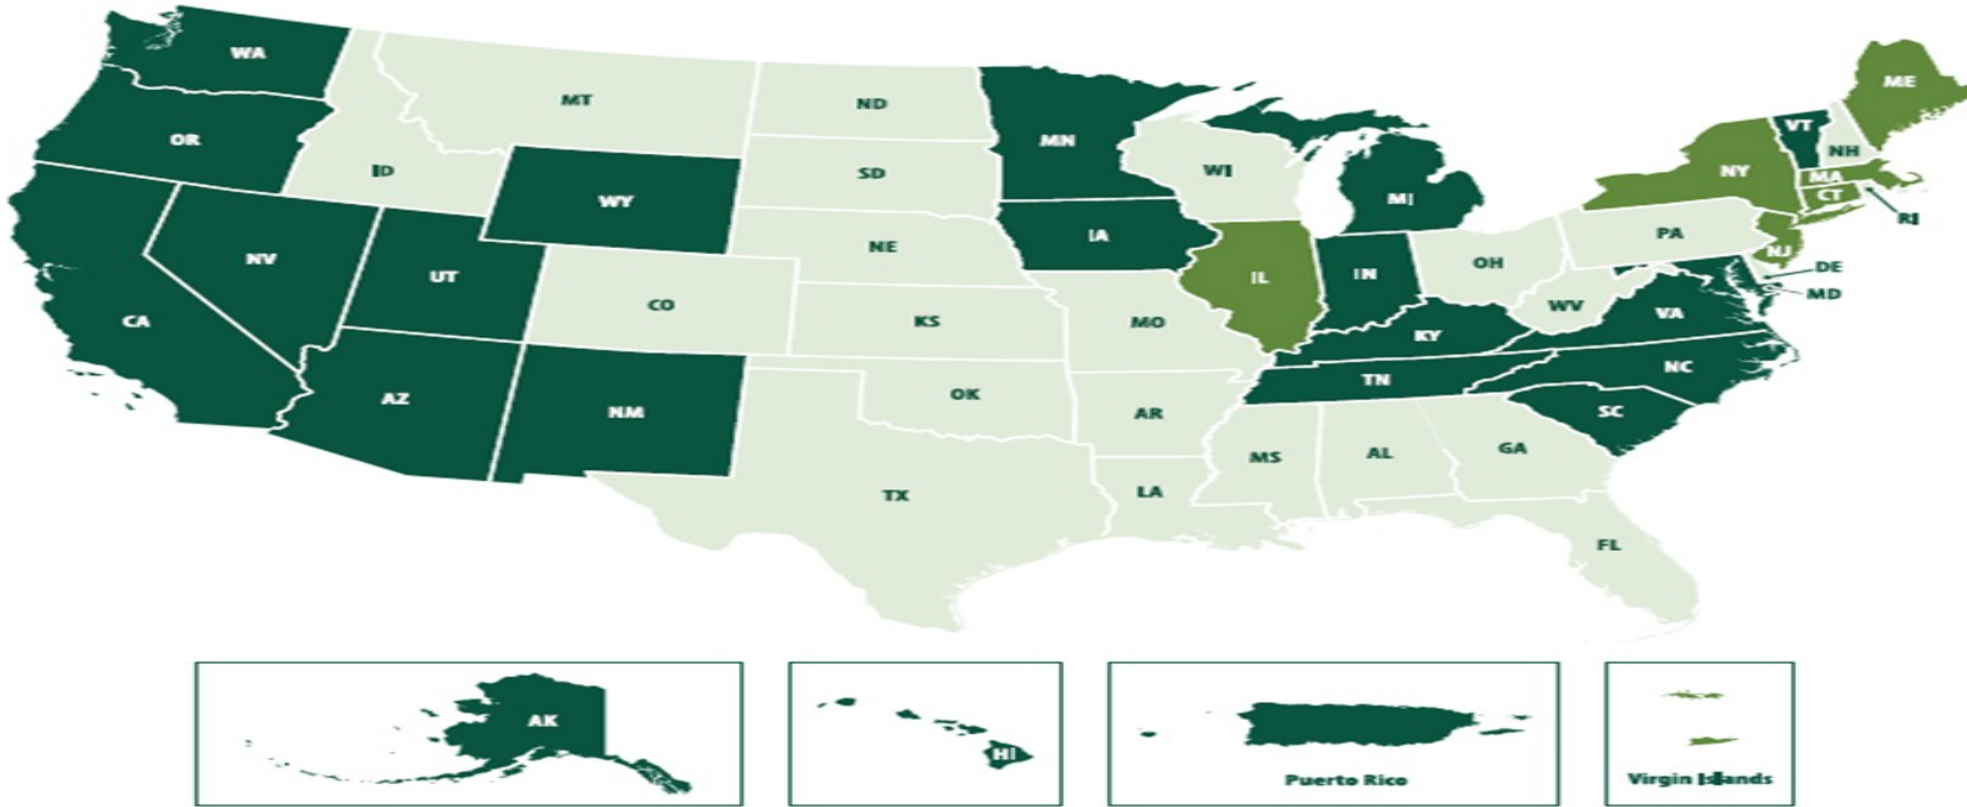 WA
MT
ND
MN
ME
VT
OR
ID
SD
WI
NY
NH
MA
WY
MI
CT
RI
NV
UT
NE
IA
PA
NJ
CO
IL
IN
OH
DE
MD
CA
KS
MO
WV
VA
KY
AZ
NM
OK
AR
TN
NC
SC
TX
LA
MS
AL
GA
FL
AK
HI
Puerto Rico
Virgin Islands